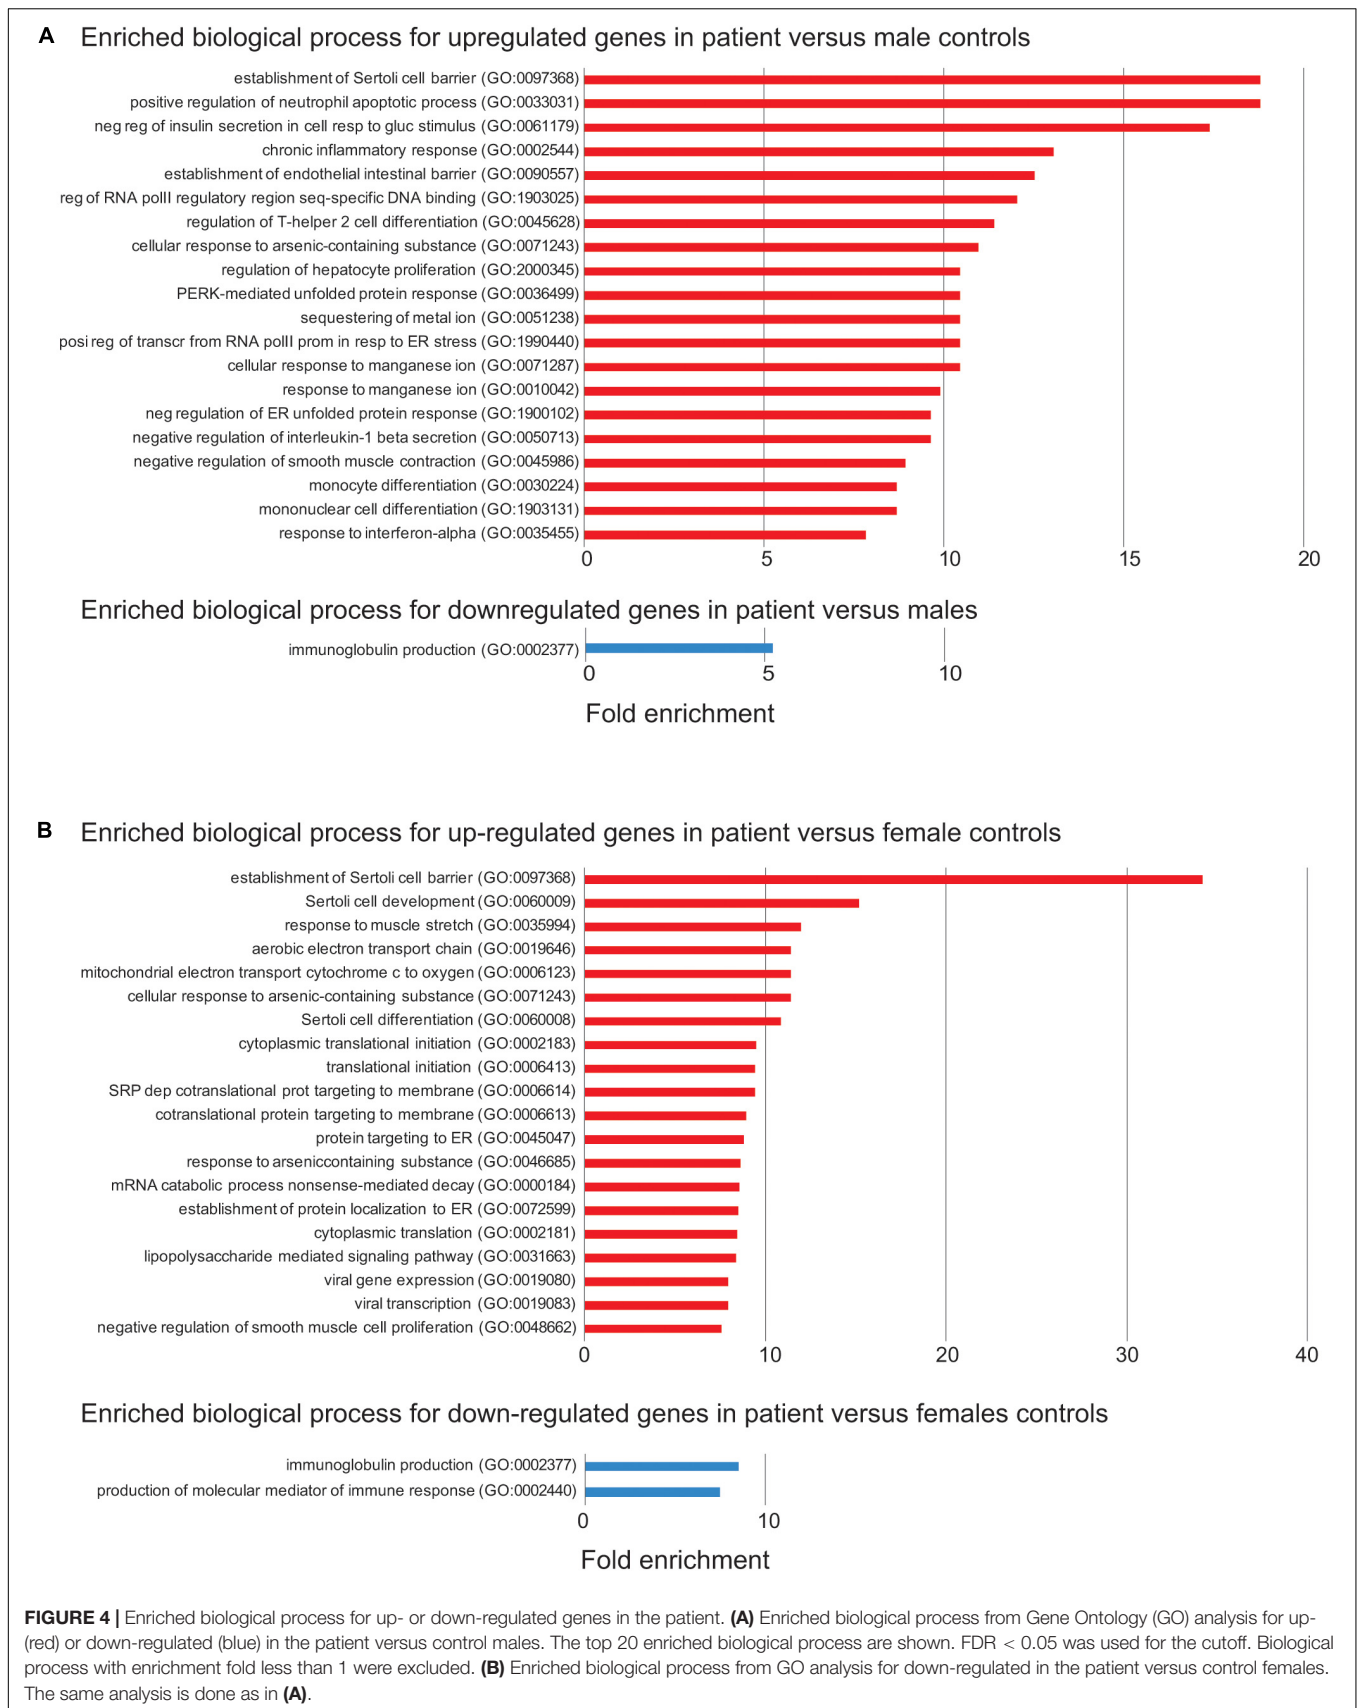 A Enriched biological process for upregulated genes in patient versus male controls
establishment of Sertoli cell barrier (GO:0097368)
positive regulation of neutrophil apoptotic process (GO:0033031)
neg reg of insulin secretion in cell resp to gluc stimulus (GO:0061179)
chronic inflammatory response (GO:0002544)
establishment of endothelial intestinal barrier (GO:0090557)
reg of RNA polII regulatory region seq-specific DNA binding (GO:1903025)
regulation of T-helper 2 cell differentiation (GO:0045628)
cellular response to arsenic-containing substance (GO:0071243)
regulation of hepatocyte proliferation (GO:2000345)
PERK-mediated unfolded protein response (GO:0036499)
sequestering of metal ion (GO:0051238)
posi reg of transcr from RNA polII prom in resp to ER stress (GO:1990440)
cellular response to manganese ion (GO:0071287)
response to manganese ion (GO:0010042)
neg regulation of ER unfolded protein response (GO:1900102)
negative regulation of interleukin-1 beta secretion (GO:0050713)
negative regulation of smooth muscle contraction (GO:0045986)
monocyte differentiation (GO:0030224)
mononuclear cell differentiation (GO:1903131)
response to interferon-alpha (GO:0035455)
0 5 10 15 20
Enriched biological process for downregulated genes in patient versus males
immunoglobulin production (GO:0002377)
0 5 10
Fold enrichment
B Enriched biological process for up-regulated genes in patient versus female controls
establishment of Sertoli cell barrier (GO:0097368)
Sertoli cell development (GO:0060009)
response to muscle stretch (GO:0035994)
aerobic electron transport chain (GO:0019646)
mitochondrial electron transport cytochrome c to oxygen (GO:0006123)
cellular response to arsenic-containing substance (GO:0071243)
Sertoli cell differentiation (GO:0060008)
cytoplasmic translational initiation (GO:0002183)
translational initiation (GO:0006413)
SRP dep cotranslational prot targeting to membrane (GO:0006614)
cotranslational protein targeting to membrane (GO:0006613)
protein targeting to ER (GO:0045047)
response to arseniccontaining substance (GO:0046685)
mRNA catabolic process nonsense-mediated decay (GO:0000184)
establishment of protein localization to ER (GO:0072599)
cytoplasmic translation (GO:0002181)
lipopolysaccharide mediated signaling pathway (GO:0031663)
viral gene expression (GO:0019080)
viral transcription (GO:0019083)
negative regulation of smooth muscle cell proliferation (GO:0048662)
0 10 20 30 40
Enriched biological process for down-regulated genes in patient versus females controls
immunoglobulin production (GO:0002377)
production of molecular mediator of immune response (GO:0002440)
0 10
Fold enrichment
FIGURE 4 | Enriched biological process for up- or down-regulated genes in the patient. (A) Enriched biological process from Gene Ontology (GO) analysis for up-
(red) or down-regulated (blue) in the patient versus control males. The top 20 enriched biological process are shown. FDR < 0.05 was used for the cutoff. Biological
process with enrichment fold less than 1 were excluded. (B) Enriched biological process from GO analysis for down-regulated in the patient versus control females.
The same analysis is done as in (A).